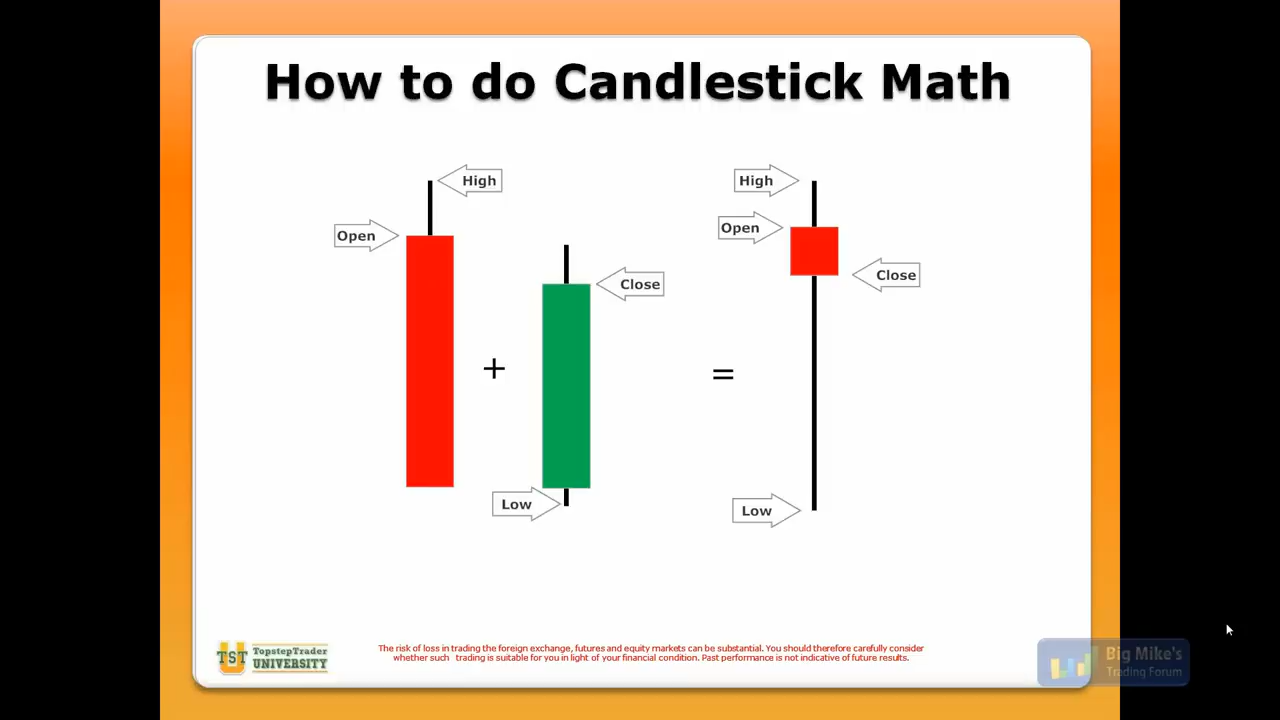 How to do Candlestick Math
High
High
Open
Open
Close
Close
+
=
Low
Low
TST
TopstepTrader
UNIVERSITY
The risk of loss in trading the foreign exchange, futures and equity markets can be substantial. You should therefore carefully consider
whether such trading is suitable for you in light of your financial condition. Past performance is not indicative of future results.
Big Mike's
Trading Forum